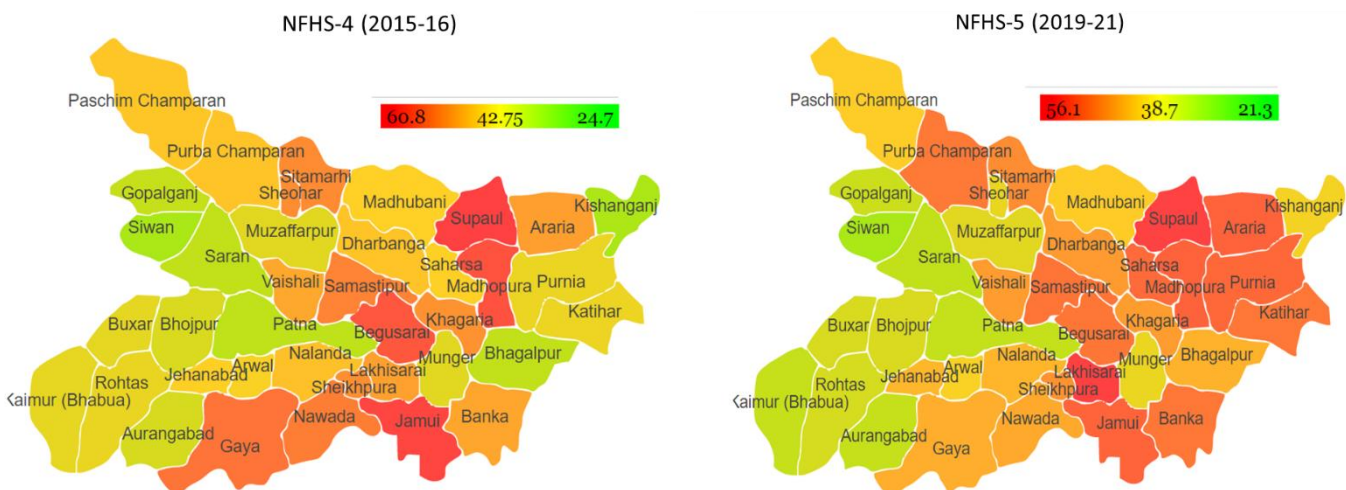 NFHS-4 (2015-16)
60.8 42.75 24.7
Paschim Champaran
Purba Champaran
Gopalganj
Sitamarhi
Sheohar
Madhubani
Siwan
Supaul
Araria
Kishanganj
Saran
Muzaffarpur
Dharbanga
Saharsa
Vaishali
Samastipur
Madhopura
Purnia
Katihar
Buxar
Bhojpur
Patna
Begusarai
Khagaria
Nalanda
Munger
Bhagalpur
Jehanabad
Arwal
Lakhisarai
Sheikhpura
Rohtas
Kaimur (Bhabua)
Aurangabad
Gaya
Nawada
Jamui
Banka
NFHS-5 (2019-21)
56.1 38.7 21.3
Paschim Champaran
Purba Champaran
Gopalganj
Sitamarhi
Sheohar
Madhubani
Siwan
Supaul
Araria
Kishanganj
Saran
Muzaffarpur
Dharbanga
Saharsa
Vaishali
Samastipur
Madhopura
Purnia
Katihar
Buxar
Bhojpur
Patna
Begusarai
Khagaria
Nalanda
Munger
Bhagalpur
Jehanabad
Arwal
Lakhisarai
Sheikhpura
Rohtas
Kaimur (Bhabua)
Aurangabad
Gaya
Nawada
Jamui
Banka